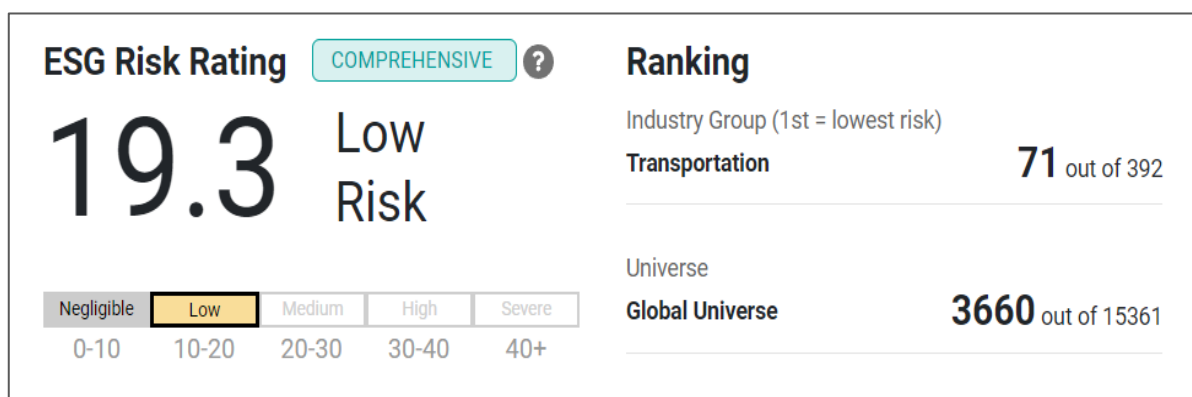 ESG Risk Rating COMPREHENSIVE ?
19.3 Low
Risk
Negligible Low Medium High Severe
0-10 10-20 20-30 30-40 40+
Ranking
Industry Group (1st = lowest risk)
Transportation 71 out of 392
Universe
Global Universe 3660 out of 15361